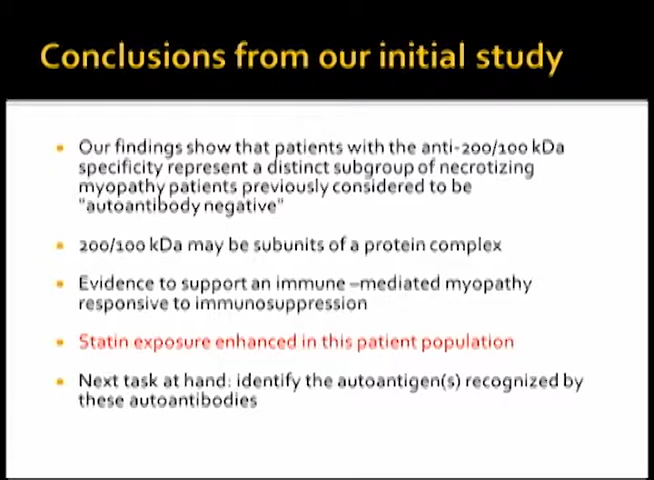 Conclusions from our initial study
Our findings show that patients with the anti-200/100 kDa
specificity represent a distinct subgroup of necrotizing
myopathy patients previously considered to be
"autoantibody negative"
200/100 kDa may be subunits of a protein complex
Evidence to support an immune –mediated myopathy
responsive to immunosuppression
Statin exposure enhanced in this patient population
Next task at hand: identify the autoantigen(s) recognized by
these autoantibodies